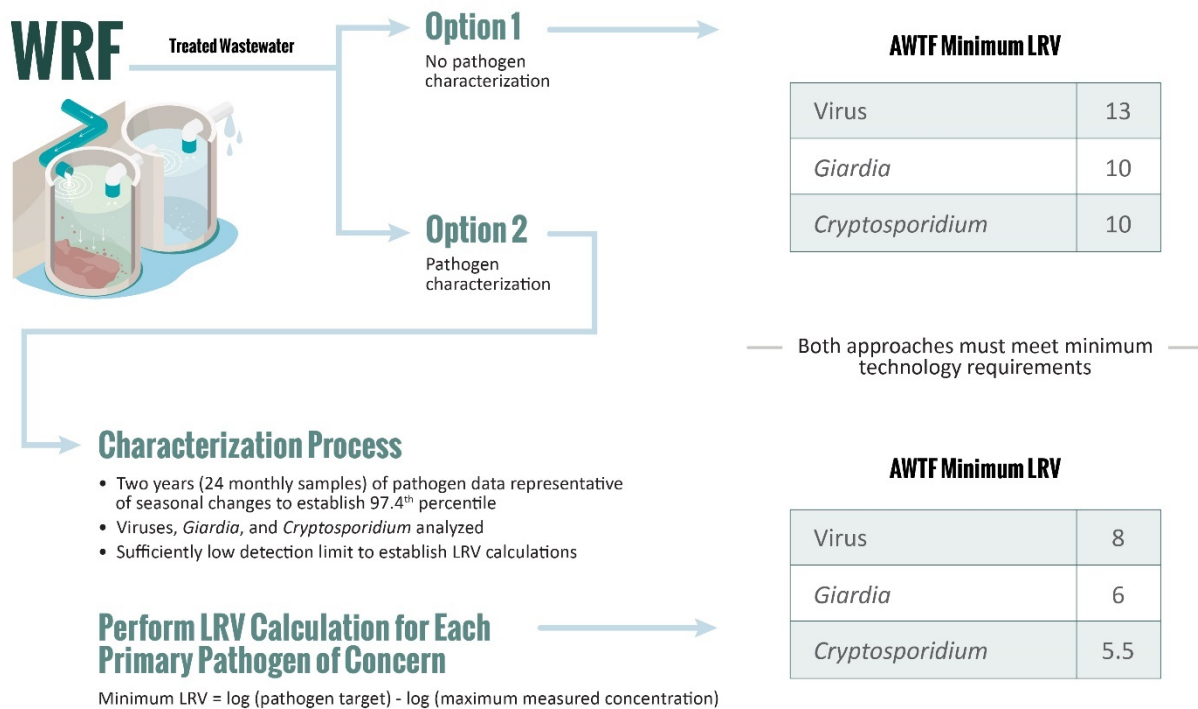 WRF
Treated Wastewater
Option 1
No pathogen
characterization
AWTF Minimum LRV
Virus 13
Giardia 10
Cryptosporidium 10
Option 2
Pathogen
characterization
Both approaches must meet minimum
technology requirements
Characterization Process
• Two years (24 monthly samples) of pathogen data representative
of seasonal changes to establish 97.4th percentile
• Viruses, Giardia, and Cryptosporidium analyzed
• Sufficiently low detection limit to establish LRV calculations
Perform LRV Calculation for Each
Primary Pathogen of Concern
Minimum LRV = log (pathogen target) - log (maximum measured concentration)
AWTF Minimum LRV
Virus 8
Giardia 6
Cryptosporidium 5.5